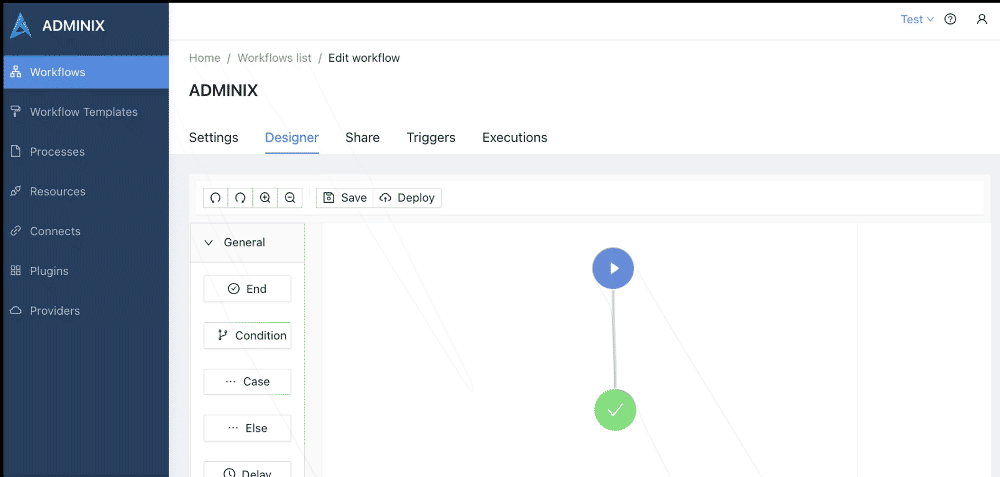 ADMINIX
Test
Workflows
Workflow Templates
Processes
Resources
Connects
Plugins
Providers
Home / Workflows list / Edit workflow
ADMINIX
Settings Designer Share Triggers Executions
Save Deploy
General
End
Condition
Case
Else
Delay